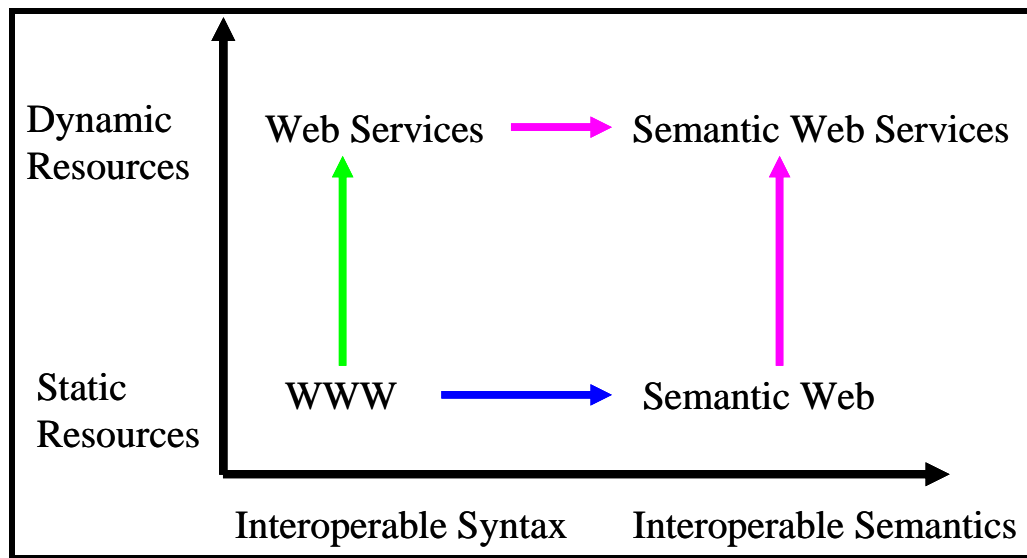 Dynamic
Resources
Web Services
Semantic Web Services
Static
Resources
WWW
Semantic Web
Interoperable Syntax
Interoperable Semantics